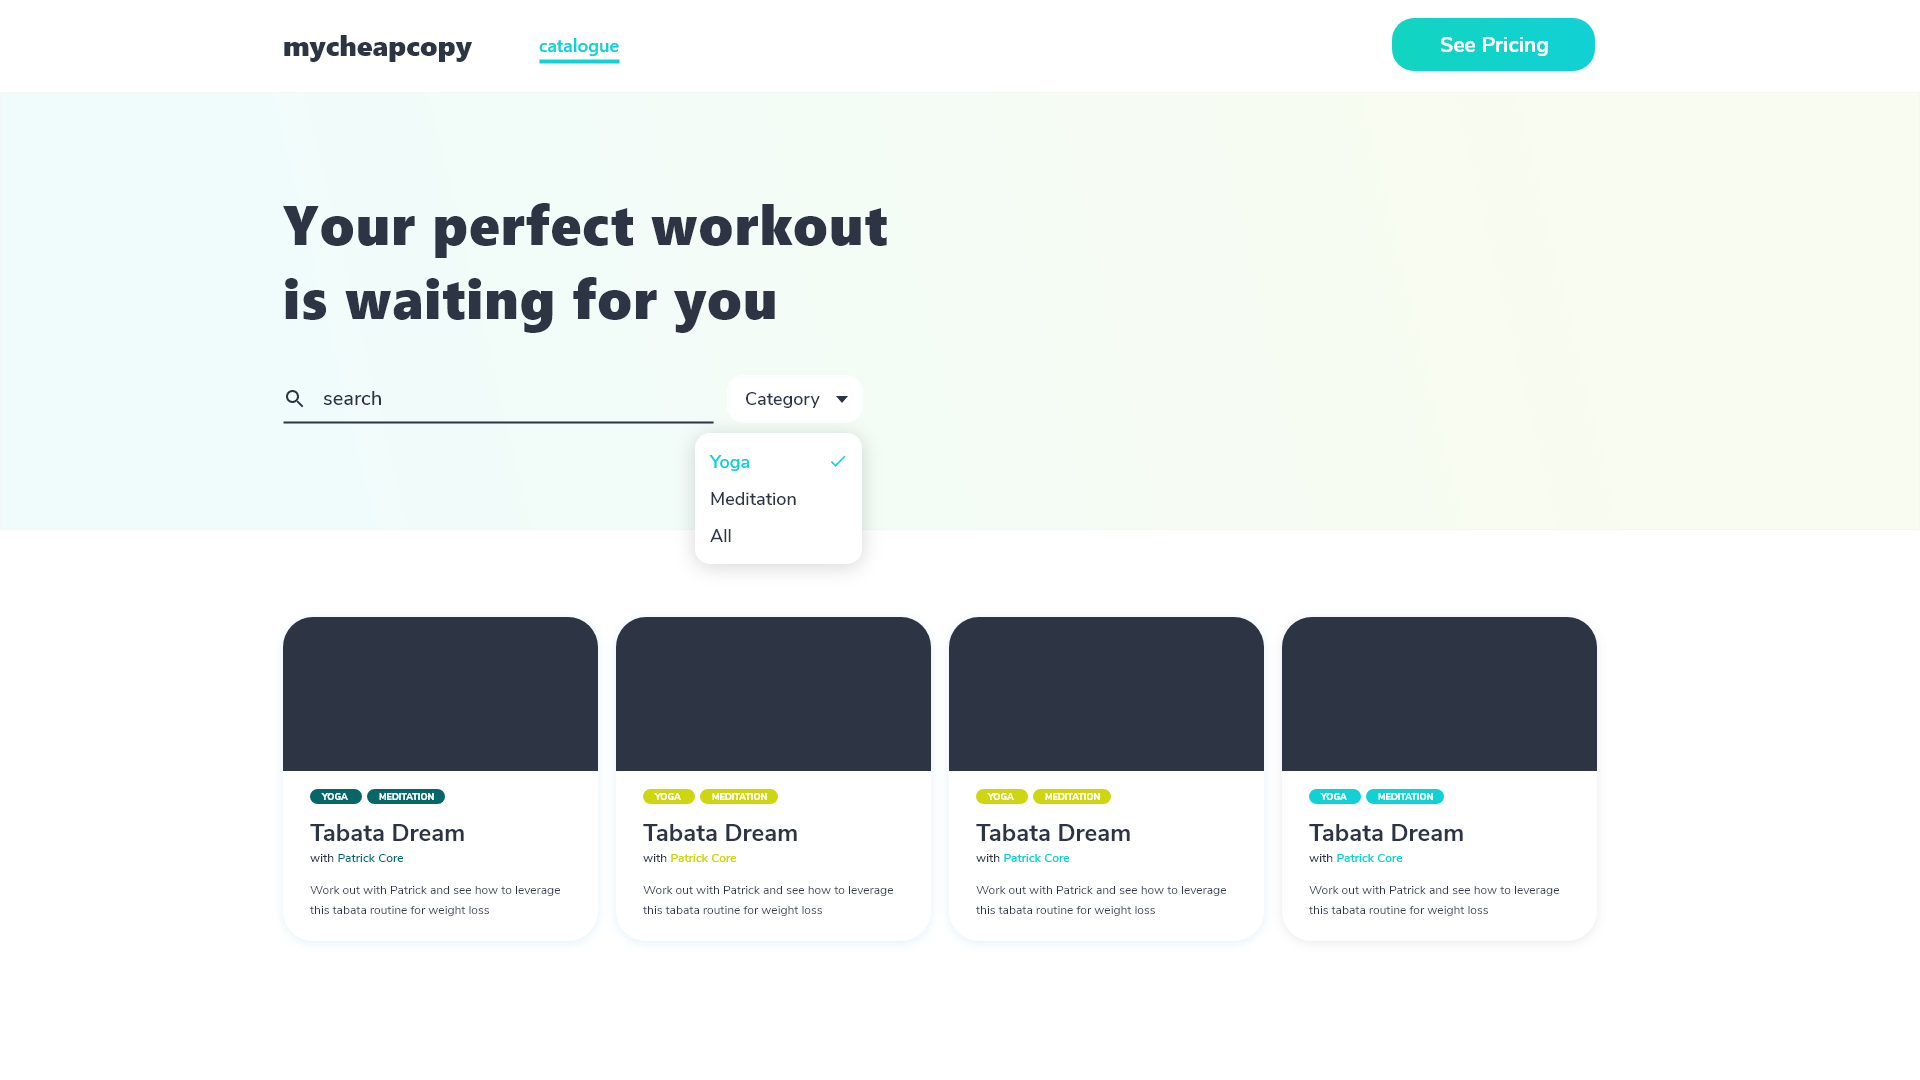 mycheapcopy
catalogue
See Pricing
Your perfect workout
is waiting for you
search
Category
Yoga
Meditation
All
YOGA MEDITATION
Tabata Dream
with Patrick Core
Work out with Patrick and see how to leverage
this tabata routine for weight loss
YOGA MEDITATION
Tabata Dream
with Patrick Core
Work out with Patrick and see how to leverage
this tabata routine for weight loss
YOGA MEDITATION
Tabata Dream
with Patrick Core
Work out with Patrick and see how to leverage
this tabata routine for weight loss
YOGA MEDITATION
Tabata Dream
with Patrick Core
Work out with Patrick and see how to leverage
this tabata routine for weight loss